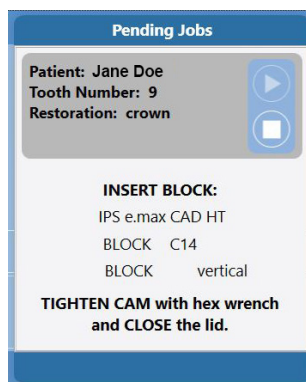 Pending Jobs
Patient: Jane Doe
Tooth Number: 9
Restoration: crown
INSERT BLOCK:
IPS e.max CAD HT
BLOCK C14
BLOCK vertical
TIGHTEN CAM with hex wrench
and CLOSE the lid.